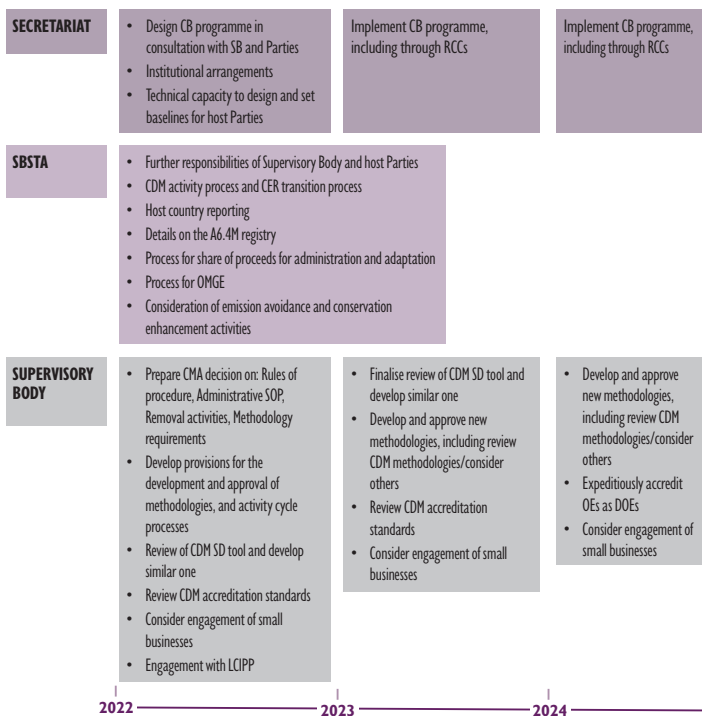 SECRETARIAT
• Design CB programme in
consultation with SB and Parties
• Institutional arrangements
• Technical capacity to design and set
baselines for host Parties
Implement CB programme,
including through RCCs
Implement CB programme,
including through RCCs
SBSTA
• Further responsibilities of Supervisory Body and host Parties
• CDM activity process and CER transition process
• Host country reporting
• Details on the A6.4M registry
• Process for share of proceeds for administration and adaptation
• Process for OMGE
• Consideration of emission avoidance and conservation
enhancement activities
SUPERVISORY
BODY
• Prepare CMA decision on: Rules of
procedure, Administrative SOP,
Removal activities, Methodology
requirements
• Develop provisions for the
development and approval of
methodologies, and activity cycle
processes
• Review of CDM SD tool and develop
similar one
• Review CDM accreditation standards
• Consider engagement of small
businesses
• Engagement with LCIPP
• Finalise review of CDM SD tool and
develop similar one
• Develop and approve new
methodologies, including review
CDM methodologies/consider
others
• Review CDM accreditation
standards
• Consider engagement of small
businesses
• Develop and approve
new methodologies,
including review CDM
methodologies/consider
others
• Expeditiously accredit
OEs as DOEs
• Consider engagement of
small businesses
2022
2023
2024